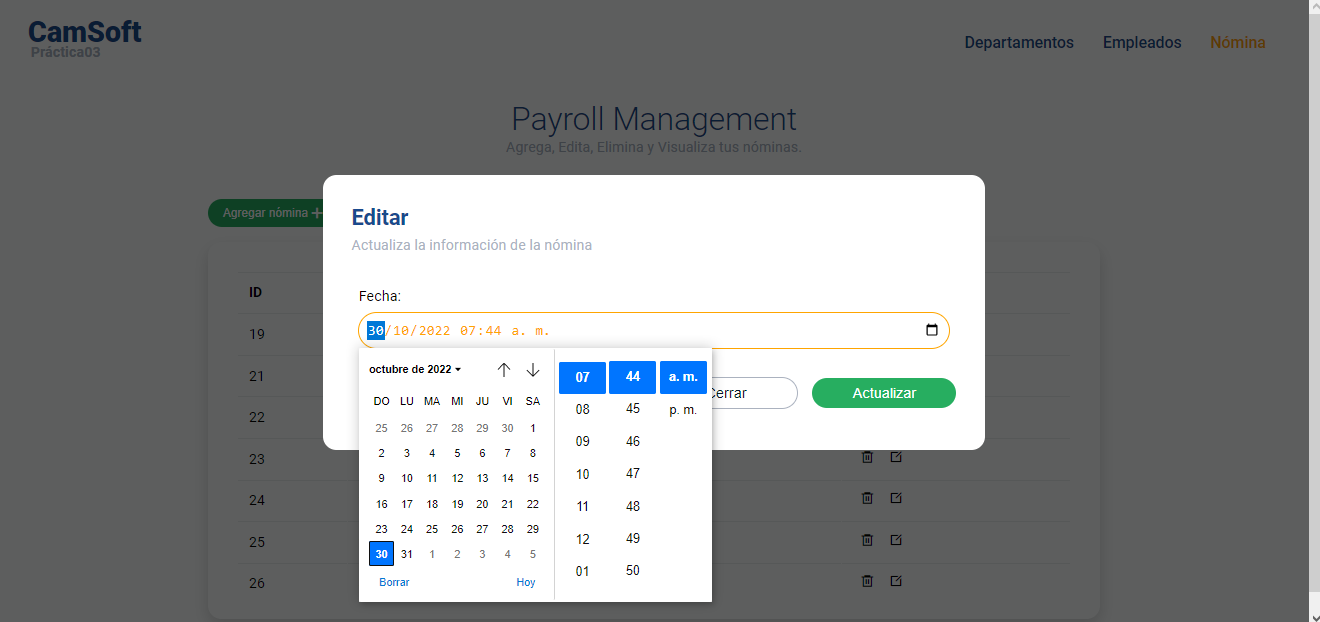 CamSoft
Práctica03
Departamentos Empleados Nómina
Payroll Management
Agrega, Edita, Elimina y Visualiza tus nóminas.
Agregar nómina +
Editar
Actualiza la información de la nómina
Fecha:
30/10/2022 07:44 a. m.
octubre de 2022
DO LU MA MI JU VI SA
25 26 27 28 29 30 1
2 3 4 5 6 7 8
9 10 11 12 13 14 15
16 17 18 19 20 21 22
23 24 25 26 27 28 29
30 31 1 2 3 4 5
Borrar Hoy
07 44 a. m.
08 45 p. m.
09 46
10 47
11 48
12 49
01 50
Cerrar Actualizar
ID
19
21
22
23
24
25
26